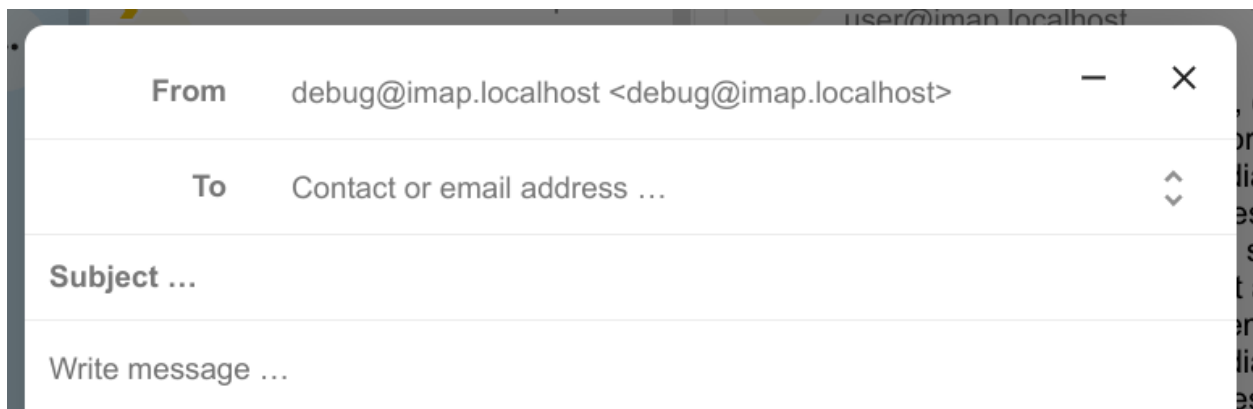 user@imap.localhost
From debug@imap.localhost <debug@imap.localhost>
To Contact or email address …
Subject …
Write message …